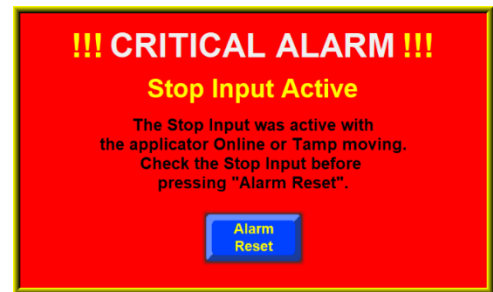 !!! CRITICAL ALARM !!!
Stop Input Active
The Stop Input was active with
the applicator Online or Tamp moving.
Check the Stop Input before
pressing "Alarm Reset".
Alarm
Reset